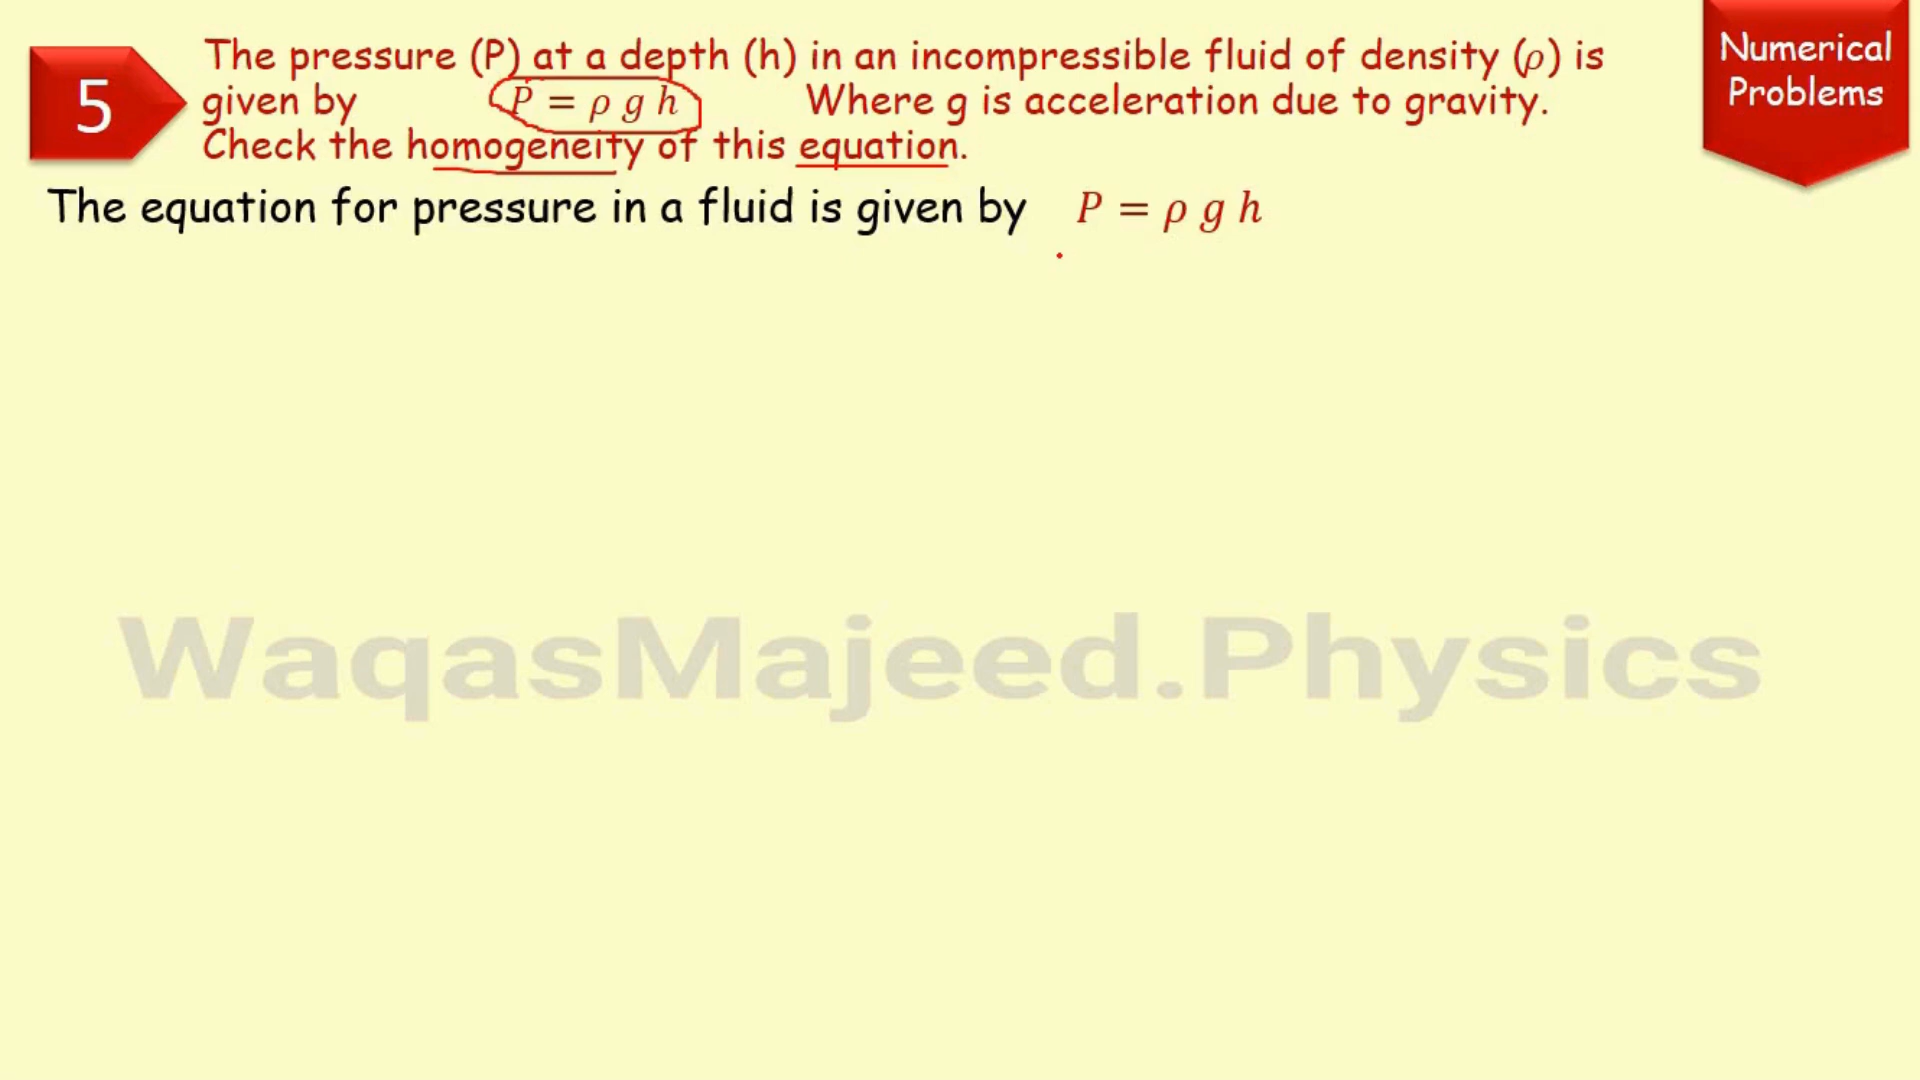 Numerical
Problems
5
The pressure (P) at a depth (h) in an incompressible fluid of density (ρ) is
given by P = ρ g h Where g is acceleration due to gravity.
Check the homogeneity of this equation.
The equation for pressure in a fluid is given by P = ρ g h
WaqasMajeed.Physics